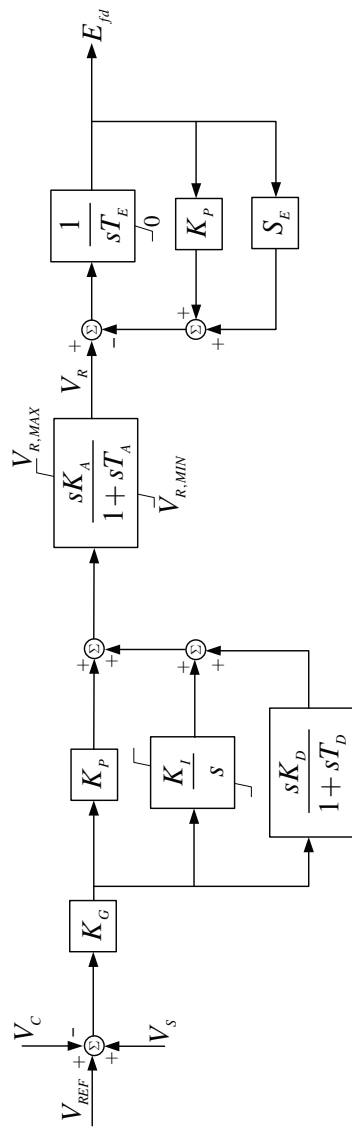 V_C
V_REF
+
-
Σ
+
V_S
K_G
K_P
K_I
s
sK_D
1+sT_D
+
Σ
+
+
Σ
+
sK_A
1+sT_A
V_R,MAX
V_R,MIN
V_R
+
Σ
-
1
sT_E
0
E_fd
K_P
S_E
+
Σ
+